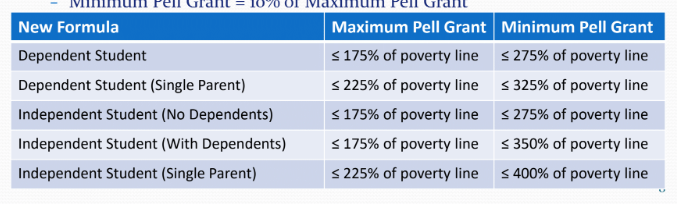 – Minimum Pell Grant = 10% of Maximum Pell Grant
New Formula Maximum Pell Grant Minimum Pell Grant
Dependent Student ≤ 175% of poverty line ≤ 275% of poverty line
Dependent Student (Single Parent) ≤ 225% of poverty line ≤ 325% of poverty line
Independent Student (No Dependents) ≤ 175% of poverty line ≤ 275% of poverty line
Independent Student (With Dependents) ≤ 175% of poverty line ≤ 350% of poverty line
Independent Student (Single Parent) ≤ 225% of poverty line ≤ 400% of poverty line